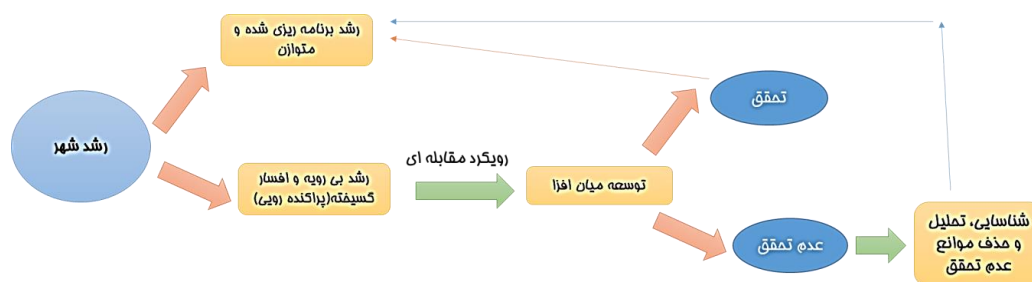 رشد برنامه ریزی شده و
متوازن
تحقق
رشد شهر
رویکرد مقابله ای
رشد بی رویه و افسار
گسیخته(پراکنده رویی)
توسعه میان افزا
عدم تحقق
شناسایی، تحلیل
و حذف موانع
عدم تحقق